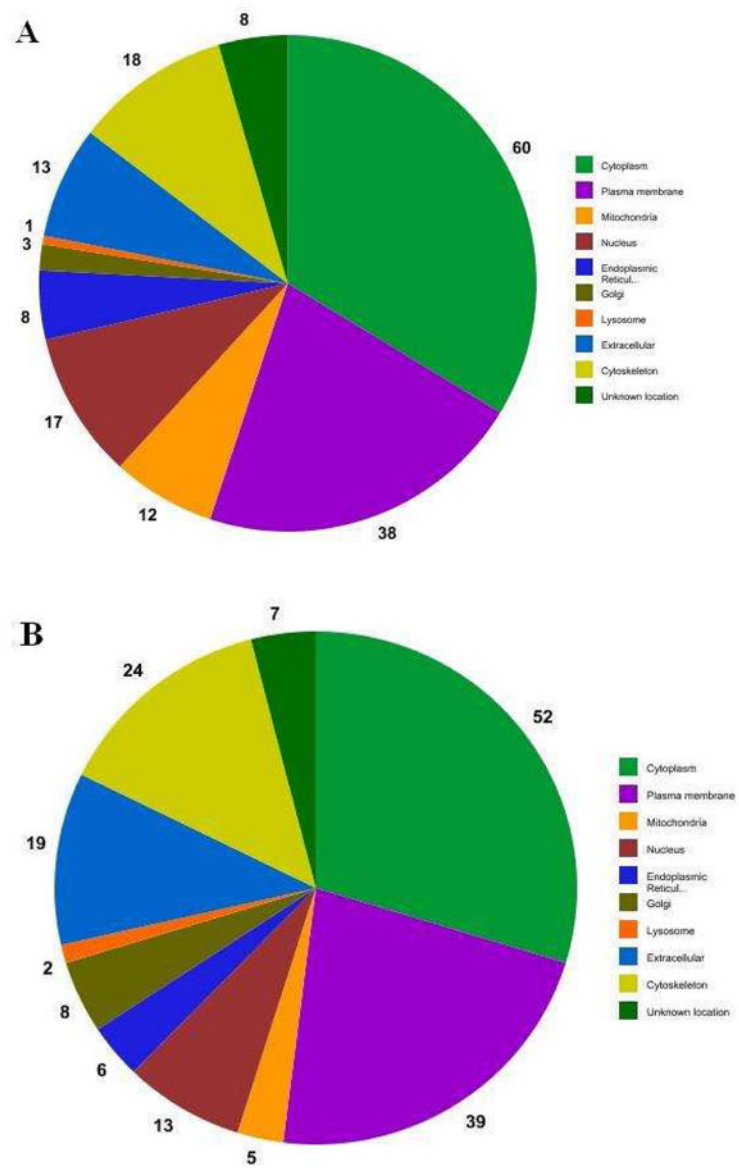 A
8
18
60
13
1
3
8
17
12
38
Cytoplasm
Plasma membrane
Mitochondria
Nucleus
Endoplasmic
Reticul...
Golgi
Lysosome
Extracellular
Cytoskeleton
Unknown location
B
7
24
52
19
2
8
6
13
5
39
Cytoplasm
Plasma membrane
Mitochondria
Nucleus
Endoplasmic
Reticul...
Golgi
Lysosome
Extracellular
Cytoskeleton
Unknown location